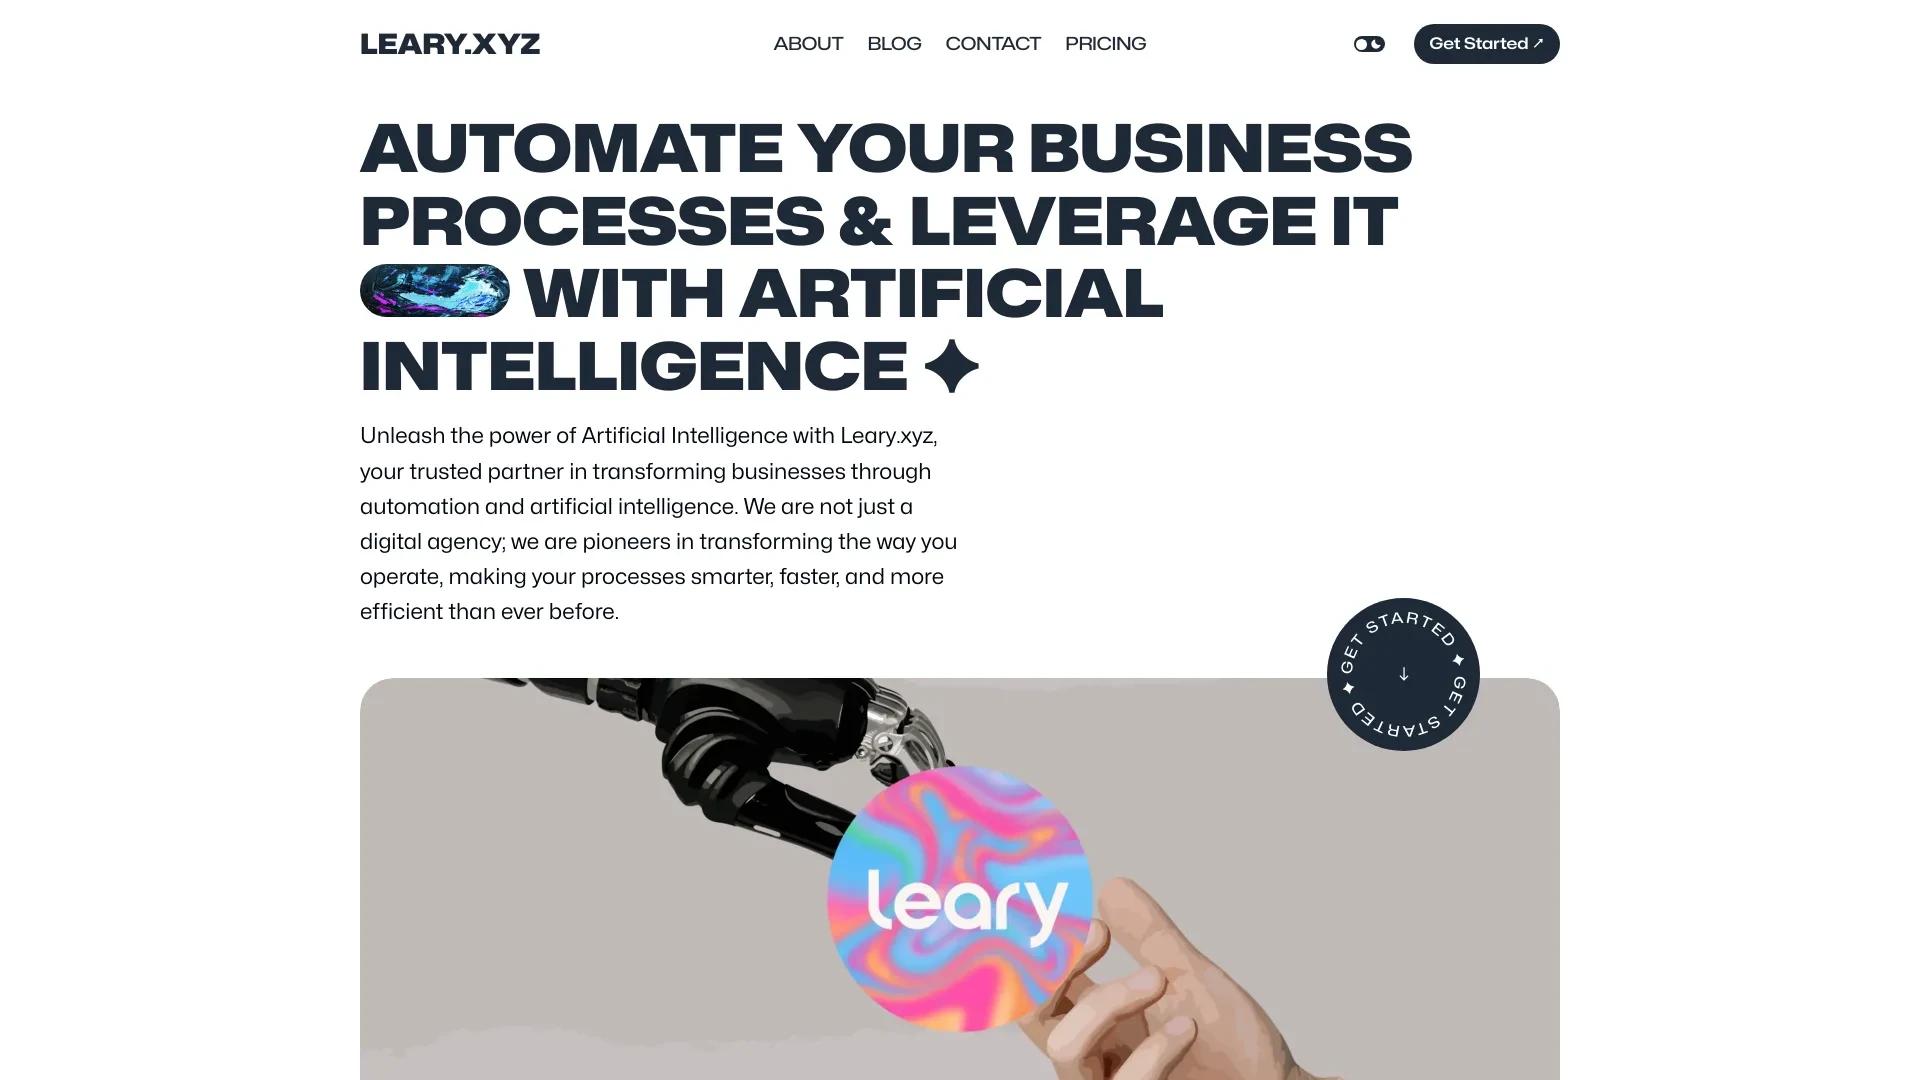 LEARY.XYZ
ABOUT BLOG CONTACT PRICING
Get Started ↗
AUTOMATE YOUR BUSINESS
PROCESSES & LEVERAGE IT
WITH ARTIFICIAL
INTELLIGENCE ✦
Unleash the power of Artificial Intelligence with Leary.xyz,
your trusted partner in transforming businesses through
automation and artificial intelligence. We are not just a
digital agency; we are pioneers in transforming the way you
operate, making your processes smarter, faster, and more
efficient than ever before.
GET STARTED ✦ GET STARTED ✦
leary